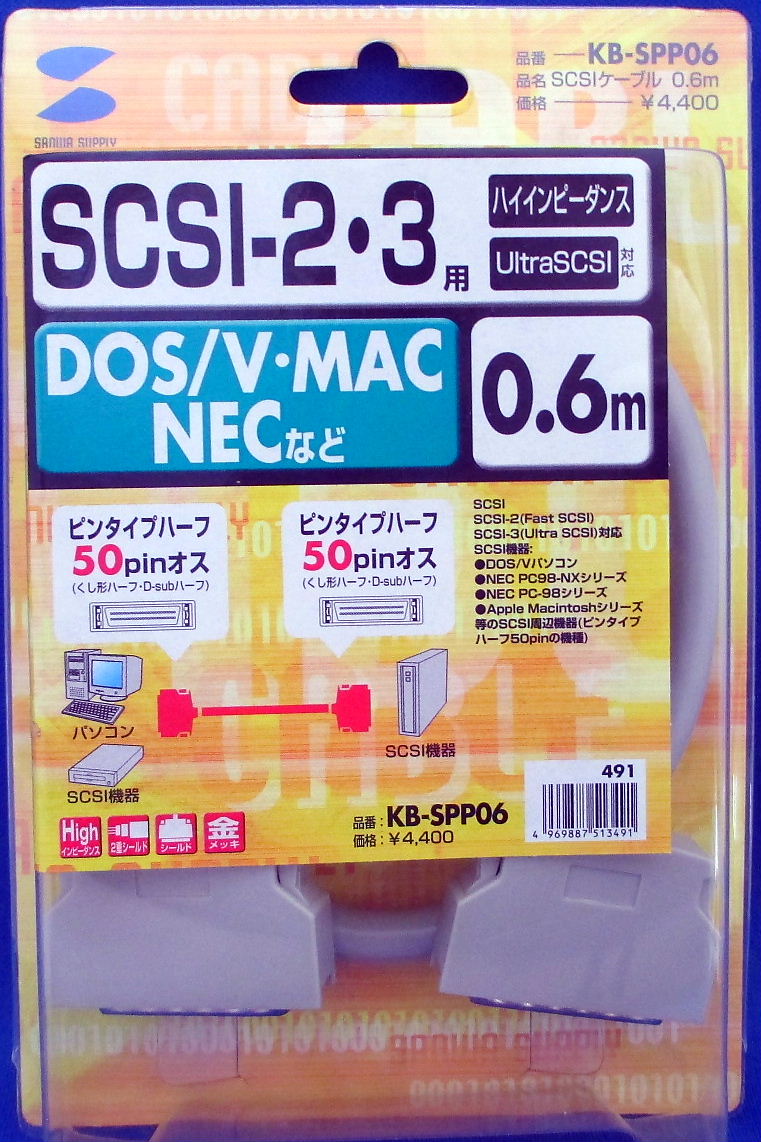 品番 ── KB-SPP06
品名 SCSIケーブル 0.6m
価格 ──── ¥4,400
SANWA SUPPLY
SCSI-2・3用
ハイインピーダンス
UltraSCSI対応
DOS/V・MAC
NECなど
0.6m
ピンタイプハーフ
50pinオス
(くし形ハーフ・D-subハーフ)
ピンタイプハーフ
50pinオス
(くし形ハーフ・D-subハーフ)
SCSI
SCSI-2(Fast SCSI)
SCSI-3(Ultra SCSI)対応
SCSI機器:
●DOS/Vパソコン
●NEC PC98-NXシリーズ
●NEC PC-98シリーズ
●Apple Macintoshシリーズ
等のSCSI周辺機器(ピンタイプ
ハーフ50pinの機種)
パソコン
SCSI機器
SCSI機器
High
インピーダンス
2重シールド
シールド
金
メッキ
品番:KB-SPP06
価格:¥4,400
491
4 969887 513491
CABLE
sanwa supply